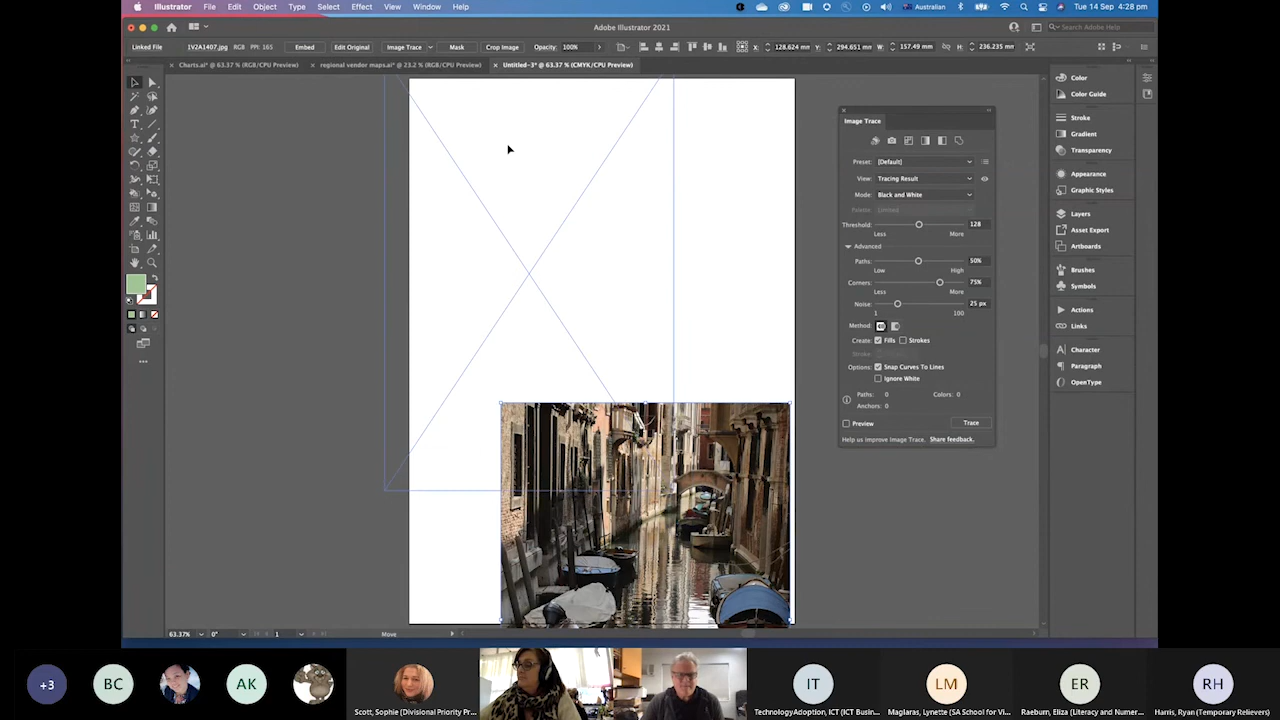 Illustrator File Edit Object Type Select Effect View Window Help Australian Tue 14 Sep 4:28 pm
Adobe Illustrator 2021 Search Adobe Help
Linked File 1V2A1407.jpg RGB PPI: 165 Embed Edit Original Image Trace Mask Crop Image Opacity: 100% X: 128.624 mm Y: 294.651 mm W: 157.49 mm H: 236.235 mm
Charts.ai* @ 63.37 % (RGB/CPU Preview) regional vendor maps.ai* @ 23.2 % (RGB/CPU Preview) Untitled-3* @ 63.37 % (CMYK/CPU Preview)
Image Trace
Preset: [Default]
View: Tracing Result
Mode: Black and White
Palette: Limited
Threshold: 128
Less More
Advanced
Paths: 50%
Low High
Corners: 75%
Less More
Noise: 25 px
1 100
Method:
Create: Fills Strokes
Stroke:
Options: Snap Curves To Lines
Ignore White
Paths: 0 Colors: 0
Anchors: 0
Preview Trace
Help us improve Image Trace. Share feedback.
Color
Color Guide
Stroke
Gradient
Transparency
Appearance
Graphic Styles
Layers
Asset Export
Artboards
Brushes
Symbols
Actions
Links
Character
Paragraph
OpenType
63.37% 0° 1 Move
+3 BC AK IT LM ER RH
Scott, Sophie (Divisional Priority Pr... TechnologyAdoption, IT (ICT Busin... Maglaras, Lynette (SA School for Vi... Raeburn, Eliza (Literacy and Numer... Harris, Ryan (Temporary Relievers)